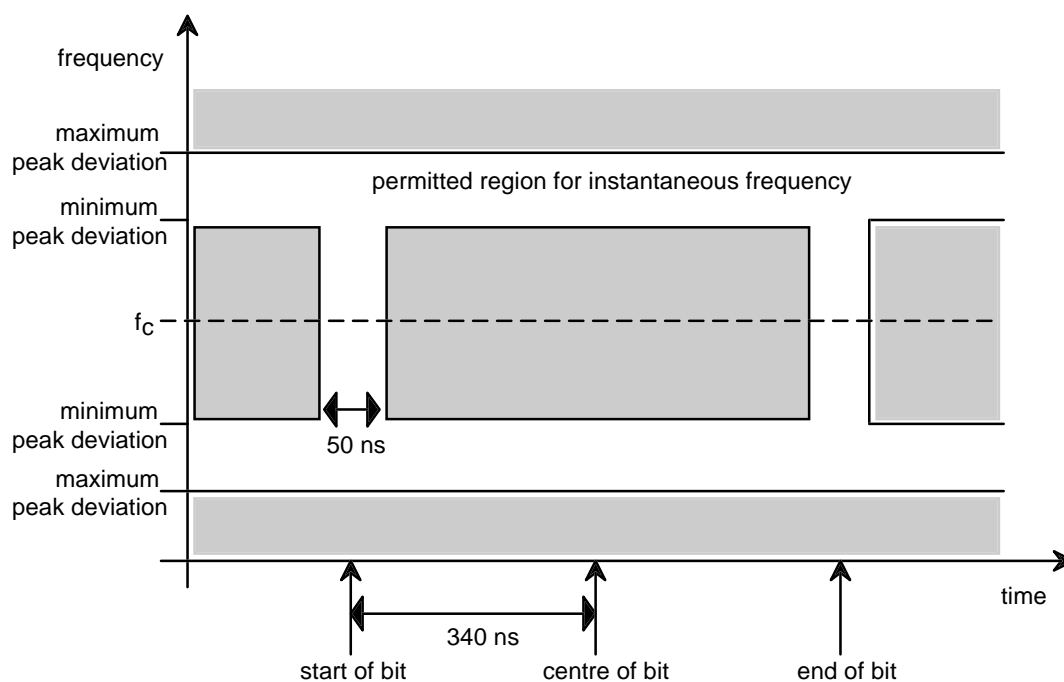 frequency
maximum
peak deviation
permitted region for instantaneous frequency
minimum
peak deviation
fc
minimum
peak deviation
50 ns
maximum
peak deviation
time
340 ns
start of bit
centre of bit
end of bit